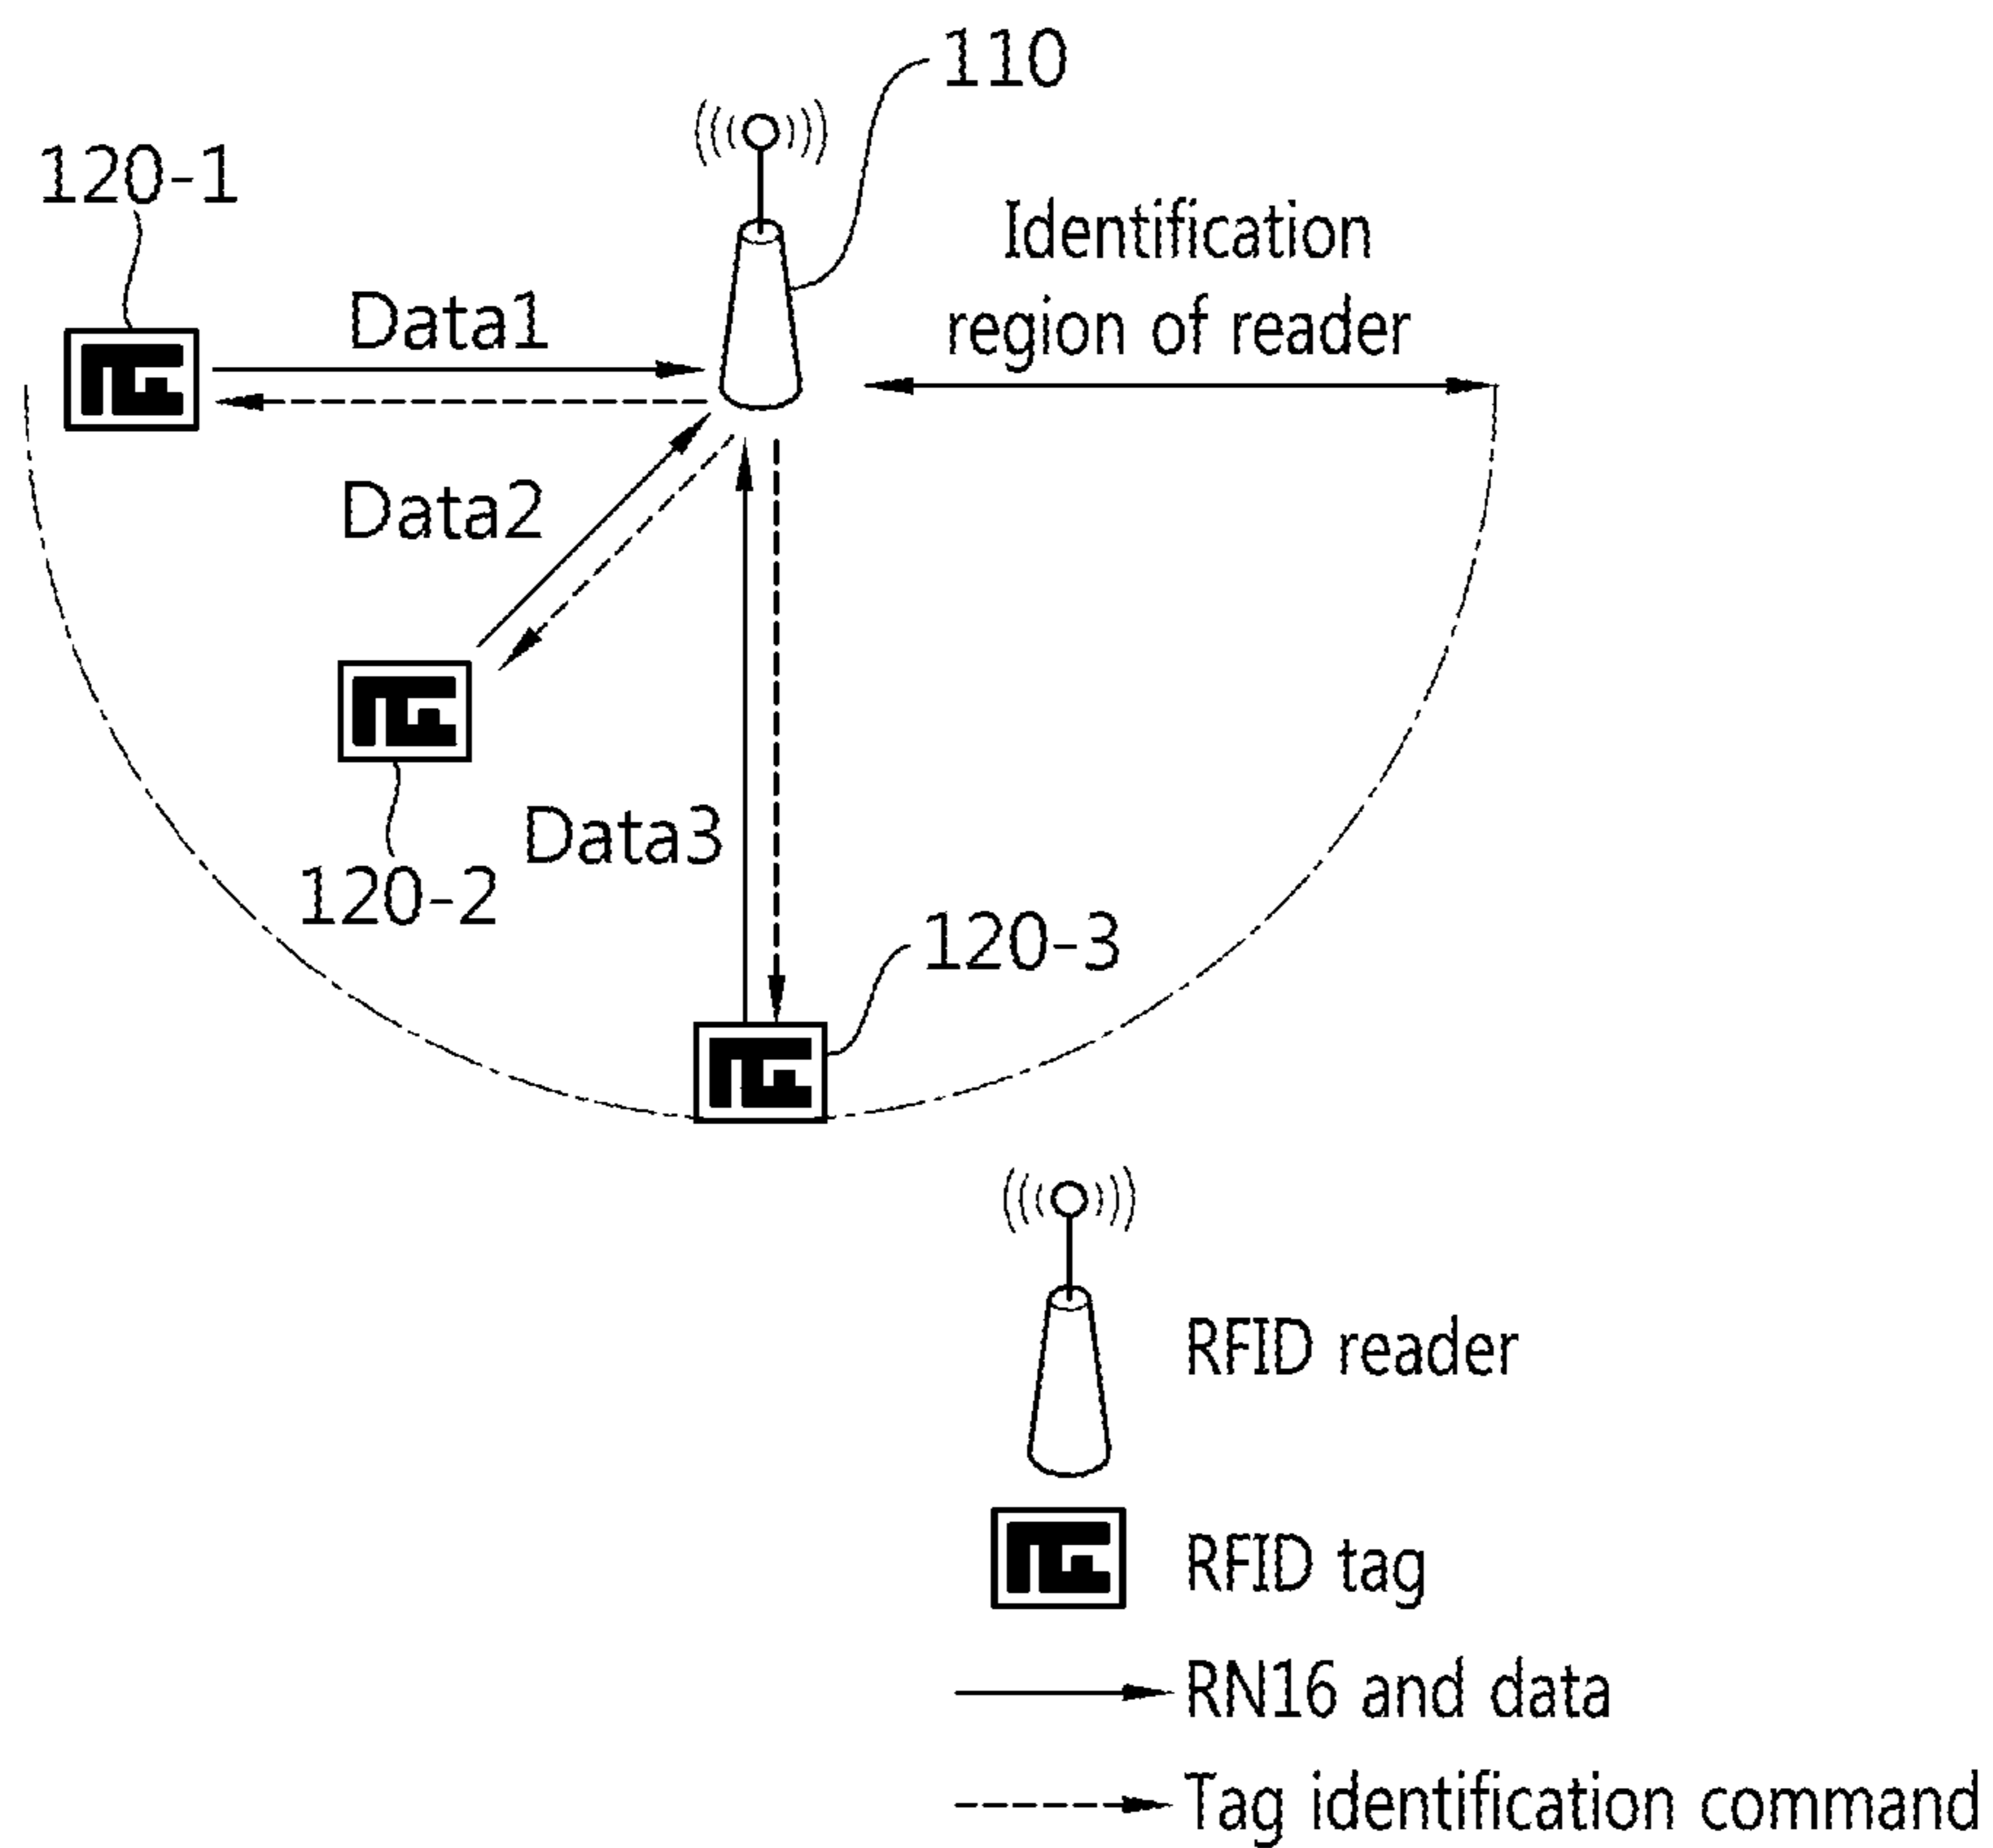 110
120-1
Identification
region of reader
Data1
Data2
Data3
120-2
120-3
RFID reader
RFID tag
RN16 and data
Tag identification command